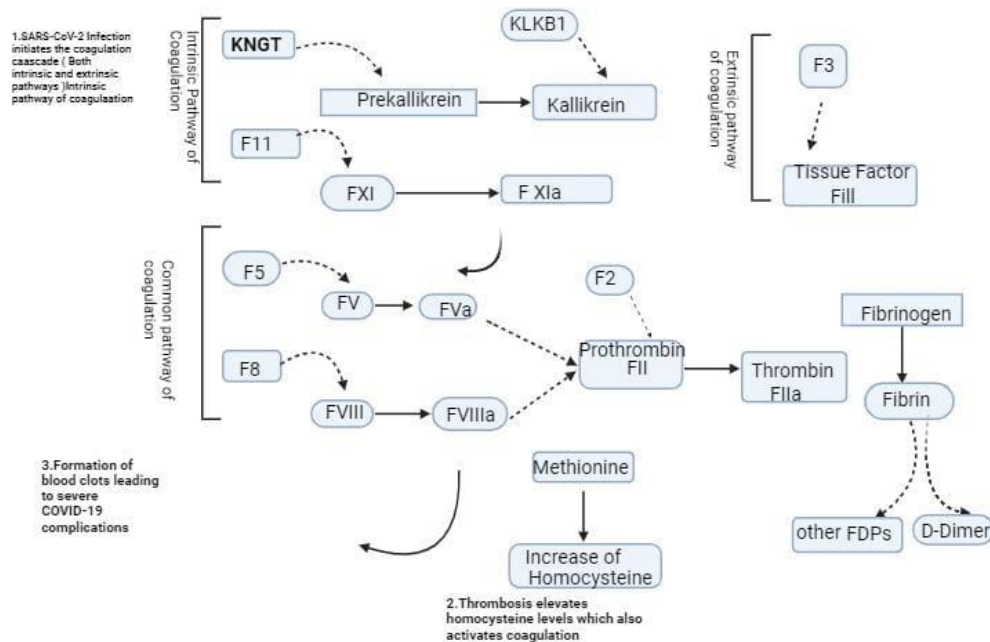 1.SARS-CoV-2 Infection
initiates the coagulation
caascade ( Both
intrinsic and extrinsic
pathways )Intrinsic
pathway of coagulaation
Intrinsic Pathway of
Coagulation
KNGT
KLKB1
Prekallikrein
Kallikrein
F11
FXI
F XIa
Extrinsic pathway
of coagulation
F3
Tissue Factor
FIII
Common pathway of
coagulation
F5
FV
FVa
F8
FVIII
FVIIIa
F2
Prothrombin
FII
Thrombin
FIIa
Fibrinogen
Fibrin
other FDPs
D-Dimer
Methionine
Increase of
Homocysteine
2.Thrombosis elevates
homocysteine levels which also
activates coagulation
3.Formation of
blood clots leading
to severe
COVID-19
complications